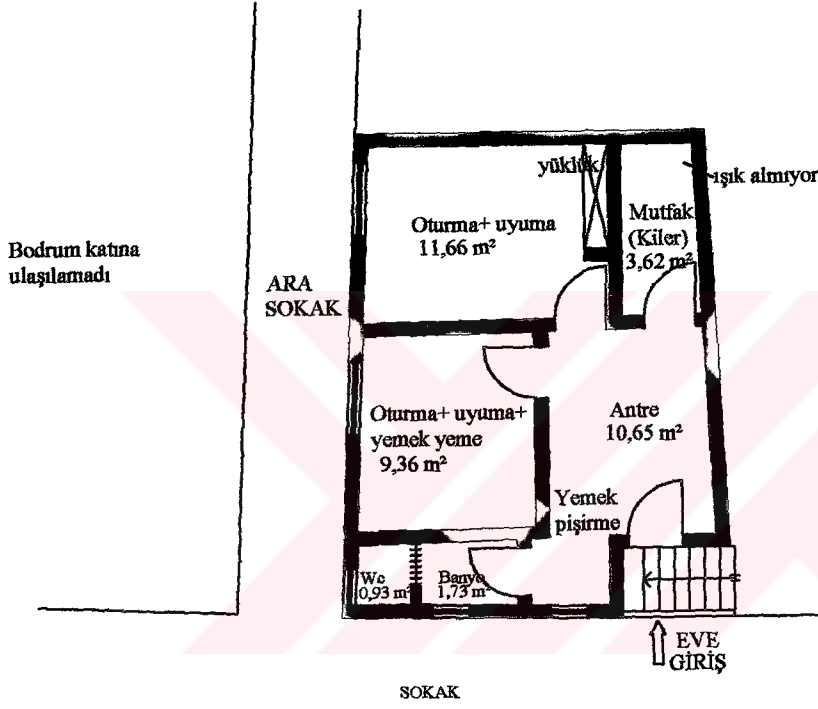 yüklük
ışık almıyor
Oturma+ uyuma
11,66 m²
Mutfak
(Kiler)
3,62 m²
Bodrum katına
ulaşılamadı
ARA
SOKAK
Oturma+ uyuma+
yemek yeme
9,36 m²
Antre
10,65 m²
Yemek
pişirme
Wc
0,93 m²
Banyo
1,73 m²
EVE
GİRİŞ
SOKAK